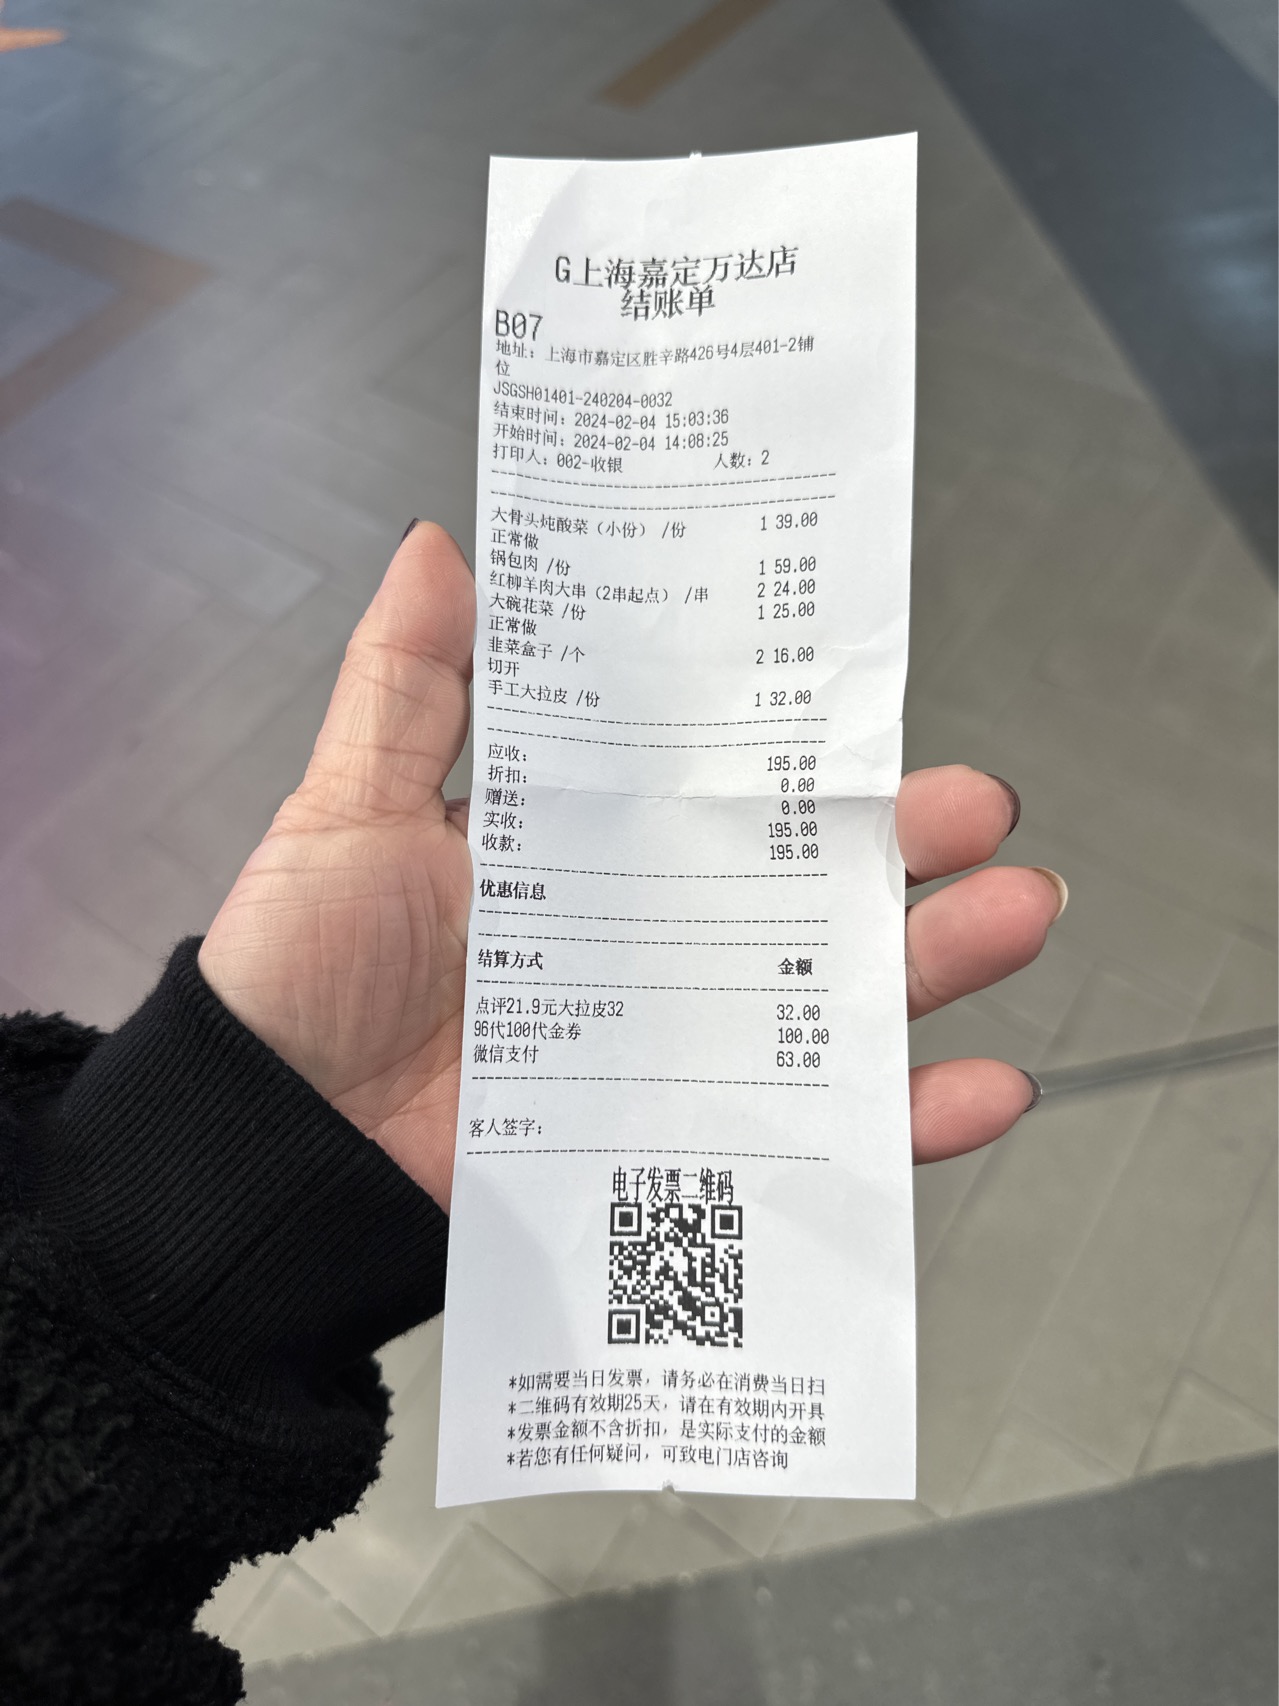 G上海嘉定万达店
结账单
B07
地址：上海市嘉定区胜辛路426号4层401-2铺
位
JSGSH01401-240204-0032
结束时间：2024-02-04 15:03:36
开始时间：2024-02-04 14:08:25
打印人：002-收银 人数：2
大骨头炖酸菜（小份） /份 1 39.00
正常做
锅包肉 /份 1 59.00
红柳羊肉大串（2串起点） /串 2 24.00
大碗花菜 /份 1 25.00
正常做
韭菜盒子 /个 2 16.00
切开
手工大拉皮 /份 1 32.00
应收： 195.00
折扣： 0.00
赠送： 0.00
实收： 195.00
收款： 195.00
优惠信息
结算方式 金额
点评21.9元大拉皮32 32.00
96代100代金券 100.00
微信支付 63.00
客人签字：
电子发票二维码
*如需要当日发票，请务必在消费当日扫
*二维码有效期25天，请在有效期内开具
*发票金额不含折扣，是实际支付的金额
*若您有任何疑问，可致电门店咨询